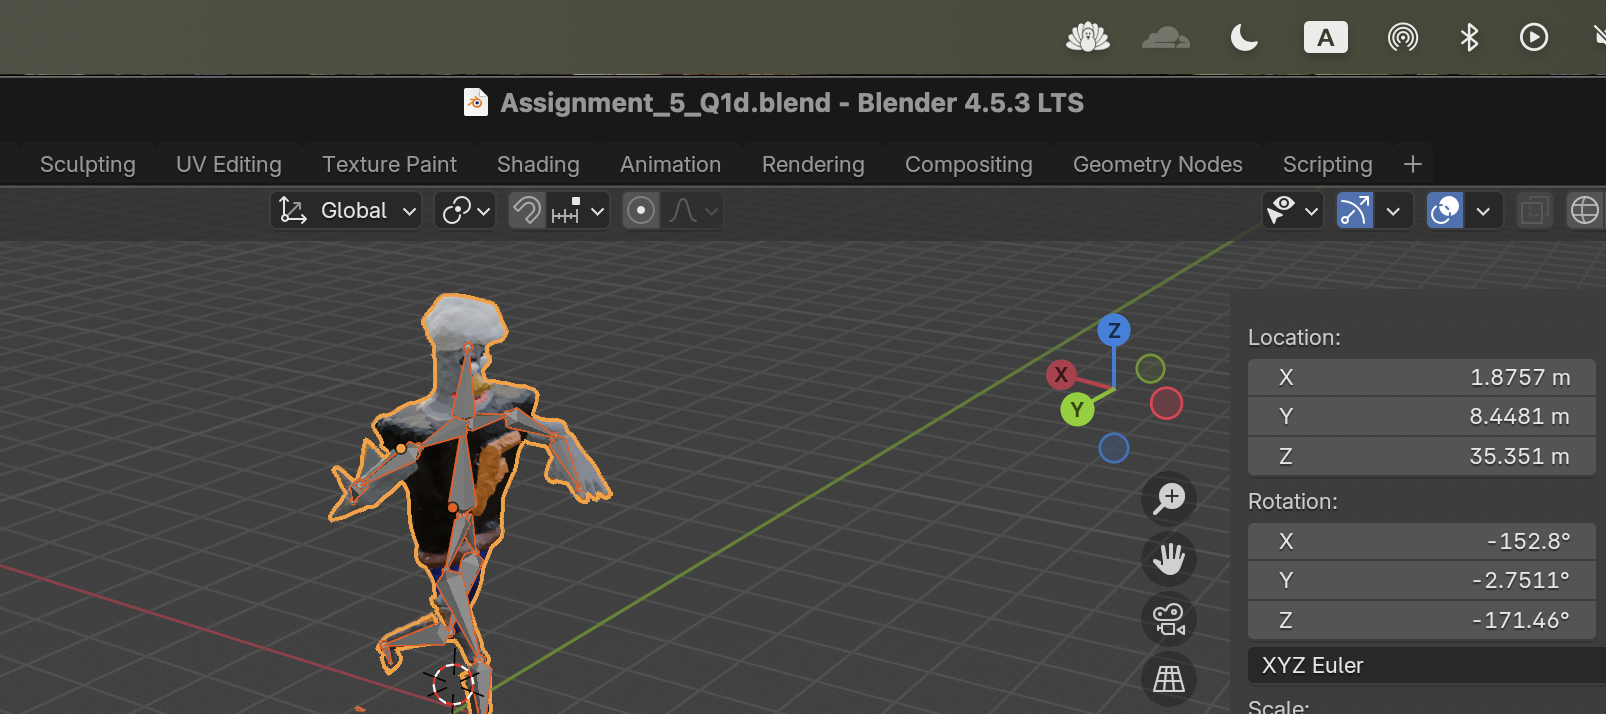 A
Assignment_5_Q1d.blend - Blender 4.5.3 LTS
Sculpting UV Editing Texture Paint Shading Animation Rendering Compositing Geometry Nodes Scripting +
Global
Z
X
Y
Location:
X 1.8757 m
Y 8.4481 m
Z 35.351 m
Rotation:
X -152.8°
Y -2.7511°
Z -171.46°
XYZ Euler
Scale: